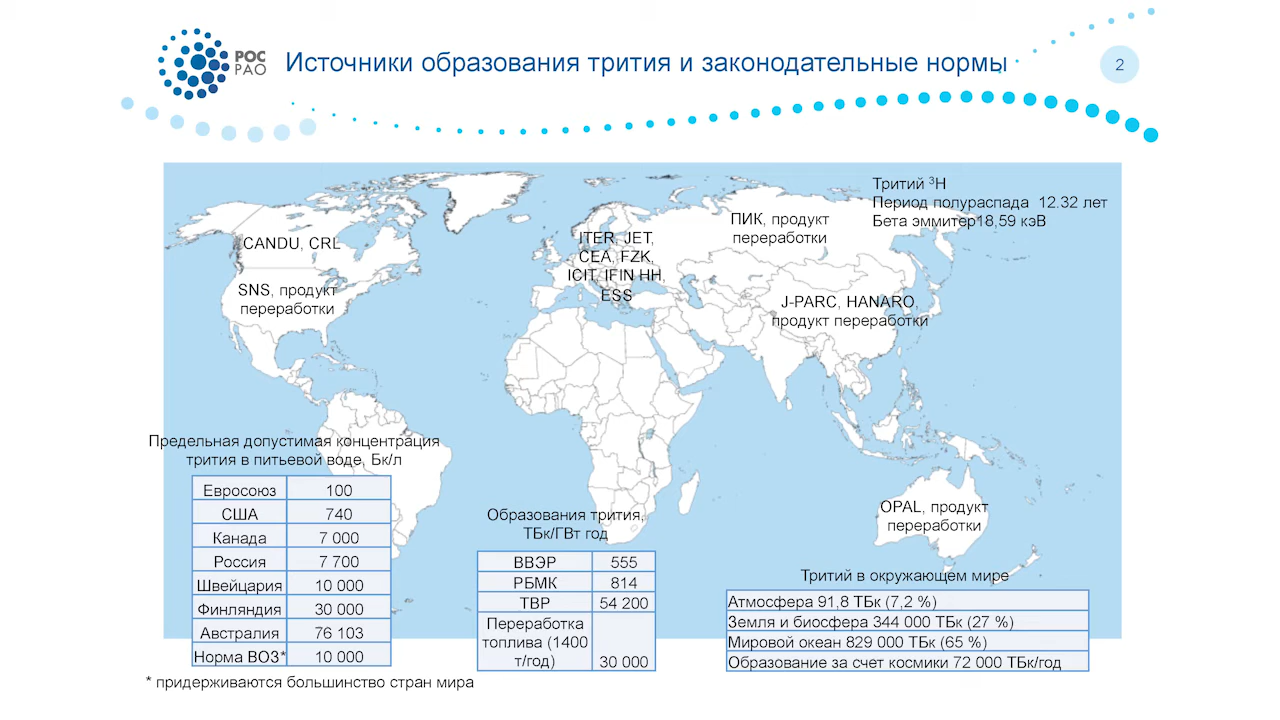 РОС
РАО
Источники образования трития и законодательные нормы
2
Тритий ³H
Период полураспада 12.32 лет
Бета эммитер18,59 кэВ
CANDU, CRL
SNS, продукт
переработки
ITER, JET,
CEA, FZK,
ICIT, IFIN HH,
ESS
ПИК, продукт
переработки
J-PARC, HANARO,
продукт переработки
OPAL, продукт
переработки
Предельная допустимая концентрация
трития в питьевой воде, Бк/л
Евросоюз 100
США 740
Канада 7 000
Россия 7 700
Швейцария 10 000
Финляндия 30 000
Австралия 76 103
Норма ВОЗ* 10 000
* придерживаются большинство стран мира
Образования трития,
ТБк/ГВт год
ВВЭР 555
РБМК 814
ТВР 54 200
Переработка
топлива (1400
т/год) 30 000
Тритий в окружающем мире
Атмосфера 91,8 ТБк (7,2 %)
Земля и биосфера 344 000 ТБк (27 %)
Мировой океан 829 000 ТБк (65 %)
Образование за счет космики 72 000 ТБк/год